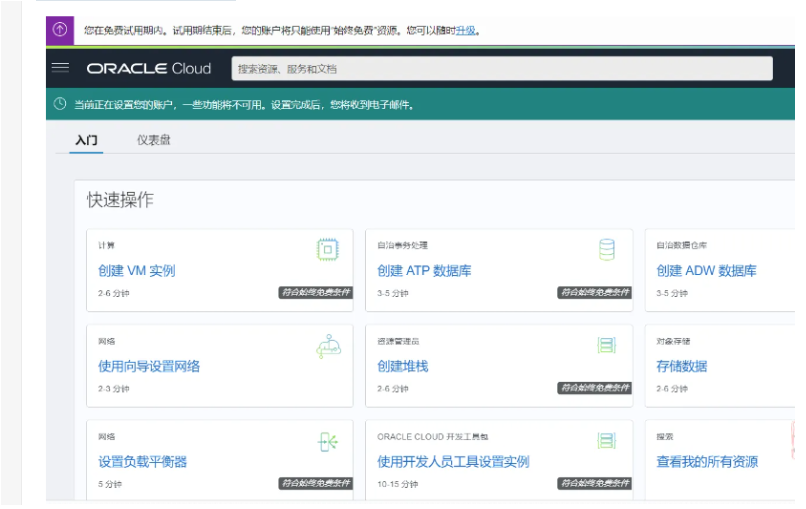 您在免费试用期内。试用期结束后，您的账户将只能使用"始终免费"资源。您可以随时升级。
ORACLE Cloud
搜索资源、服务和文档
当前正在设置您的账户，一些功能将不可用。设置完成后，您将收到电子邮件。
入门 仪表盘
快速操作
计算
创建 VM 实例
2-6 分钟
符合始终免费条件
自治事务处理
创建 ATP 数据库
3-5 分钟
符合始终免费条件
自治数据仓库
创建 ADW 数据库
3-5 分钟
网络
使用向导设置网络
2-3 分钟
资源管理器
创建堆栈
2-6 分钟
符合始终免费条件
对象存储
存储数据
2-6 分钟
网络
设置负载平衡器
5 分钟
符合始终免费条件
ORACLE CLOUD 开发工具包
使用开发人员工具设置实例
10-15 分钟
符合始终免费条件
搜索
查看我的所有资源